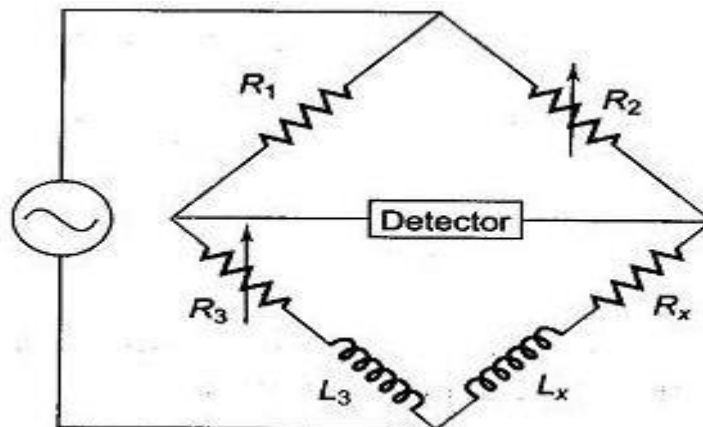 R1
R2
Detector
R3
Rx
L3
Lx